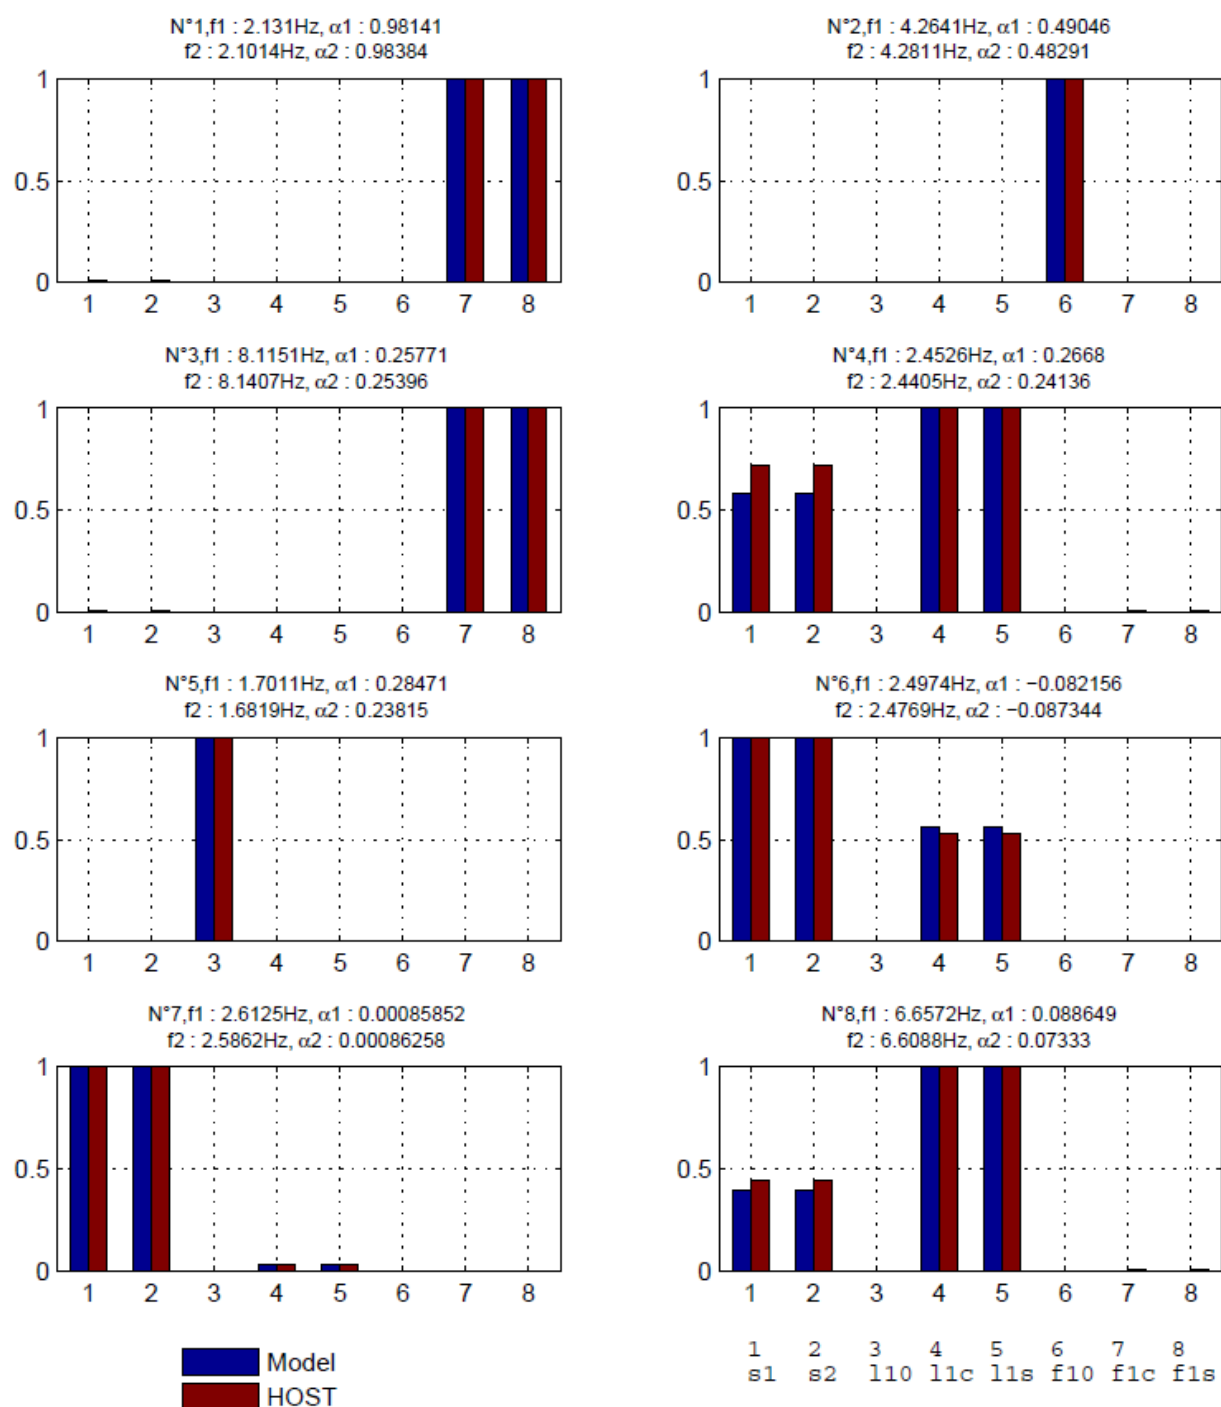 N°1,f1 : 2.131Hz, α1 : 0.98141
f2 : 2.1014Hz, α2 : 0.98384
1
0.5
0
1 2 3 4 5 6 7 8
N°2,f1 : 4.2641Hz, α1 : 0.49046
f2 : 4.2811Hz, α2 : 0.48291
1
0.5
0
1 2 3 4 5 6 7 8
N°3,f1 : 8.1151Hz, α1 : 0.25771
f2 : 8.1407Hz, α2 : 0.25396
1
0.5
0
1 2 3 4 5 6 7 8
N°4,f1 : 2.4526Hz, α1 : 0.2668
f2 : 2.4405Hz, α2 : 0.24136
1
0.5
0
1 2 3 4 5 6 7 8
N°5,f1 : 1.7011Hz, α1 : 0.28471
f2 : 1.6819Hz, α2 : 0.23815
1
0.5
0
1 2 3 4 5 6 7 8
N°6,f1 : 2.4974Hz, α1 : −0.082156
f2 : 2.4769Hz, α2 : −0.087344
1
0.5
0
1 2 3 4 5 6 7 8
N°7,f1 : 2.6125Hz, α1 : 0.00085852
f2 : 2.5862Hz, α2 : 0.00086258
1
0.5
0
1 2 3 4 5 6 7 8
N°8,f1 : 6.6572Hz, α1 : 0.088649
f2 : 6.6088Hz, α2 : 0.07333
1
0.5
0
1 2 3 4 5 6 7 8
Model
HOST
1 2 3 4 5 6 7 8
s1 s2 l10 l1c l1s f10 f1c f1s